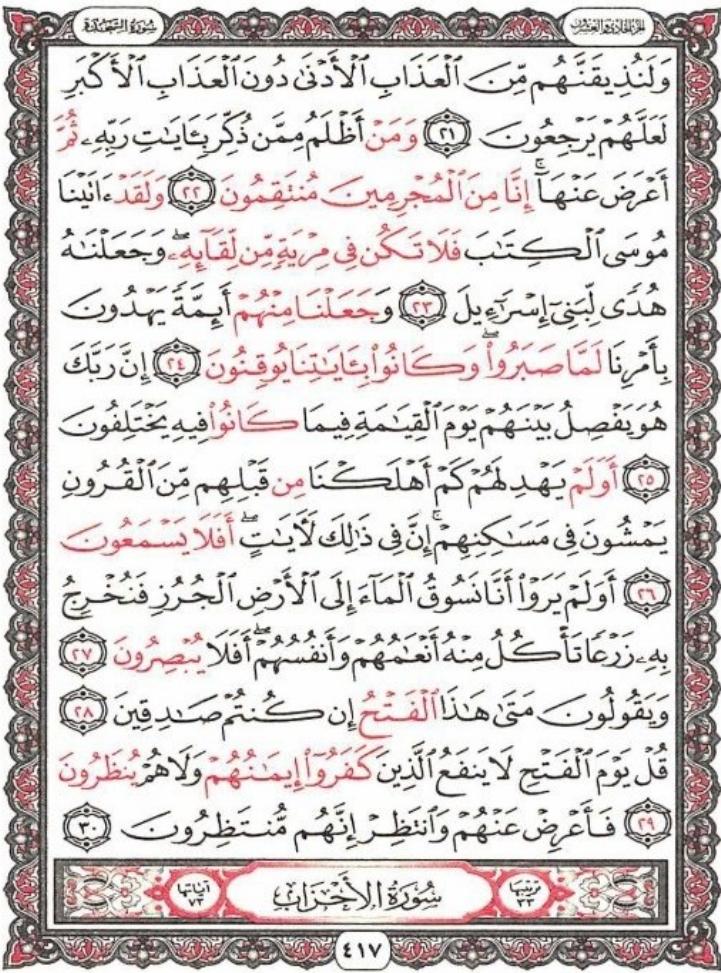 سُورَةُ السَّجْدَةِ
الجزء الحادي والعشرون
وَلَنُذِيقَنَّهُم مِّنَ ٱلْعَذَابِ ٱلْأَدْنَىٰ دُونَ ٱلْعَذَابِ ٱلْأَكْبَرِ
لَعَلَّهُمْ يَرْجِعُونَ ٢١ وَمَنْ أَظْلَمُ مِمَّن ذُكِّرَ بِـَٔايَٰتِ رَبِّهِۦ ثُمَّ
أَعْرَضَ عَنْهَآ ۚ إِنَّا مِنَ ٱلْمُجْرِمِينَ مُنتَقِمُونَ ٢٢ وَلَقَدْ ءَاتَيْنَا
مُوسَى ٱلْكِتَٰبَ فَلَا تَكُن فِى مِرْيَةٍ مِّن لِّقَآئِهِۦ ۖ وَجَعَلْنَٰهُ
هُدًى لِّبَنِىٓ إِسْرَٰٓءِيلَ ٢٣ وَجَعَلْنَا مِنْهُمْ أَئِمَّةً يَهْدُونَ
بِأَمْرِنَا لَمَّا صَبَرُوا۟ ۖ وَكَانُوا۟ بِـَٔايَٰتِنَا يُوقِنُونَ ٢٤ إِنَّ رَبَّكَ
هُوَ يَفْصِلُ بَيْنَهُمْ يَوْمَ ٱلْقِيَٰمَةِ فِيمَا كَانُوا۟ فِيهِ يَخْتَلِفُونَ
٢٥ أَوَلَمْ يَهْدِ لَهُمْ كَمْ أَهْلَكْنَا مِن قَبْلِهِم مِّنَ ٱلْقُرُونِ
يَمْشُونَ فِى مَسَٰكِنِهِمْ ۚ إِنَّ فِى ذَٰلِكَ لَـَٔايَٰتٍ ۖ أَفَلَا يَسْمَعُونَ
٢٦ أَوَلَمْ يَرَوْا۟ أَنَّا نَسُوقُ ٱلْمَآءَ إِلَى ٱلْأَرْضِ ٱلْجُرُزِ فَنُخْرِجُ
بِهِۦ زَرْعًا تَأْكُلُ مِنْهُ أَنْعَٰمُهُمْ وَأَنفُسُهُمْ ۖ أَفَلَا يُبْصِرُونَ ٢٧
وَيَقُولُونَ مَتَىٰ هَٰذَا ٱلْفَتْحُ إِن كُنتُمْ صَٰدِقِينَ ٢٨
قُلْ يَوْمَ ٱلْفَتْحِ لَا يَنفَعُ ٱلَّذِينَ كَفَرُوٓا۟ إِيمَٰنُهُمْ وَلَا هُمْ يُنظَرُونَ
٢٩ فَأَعْرِضْ عَنْهُمْ وَٱنتَظِرْ إِنَّهُم مُّنتَظِرُونَ ٣٠
ترتيبها ٣٣ سُورَةُ الأَحْزَابِ آياتها ٧٣
٤١٧